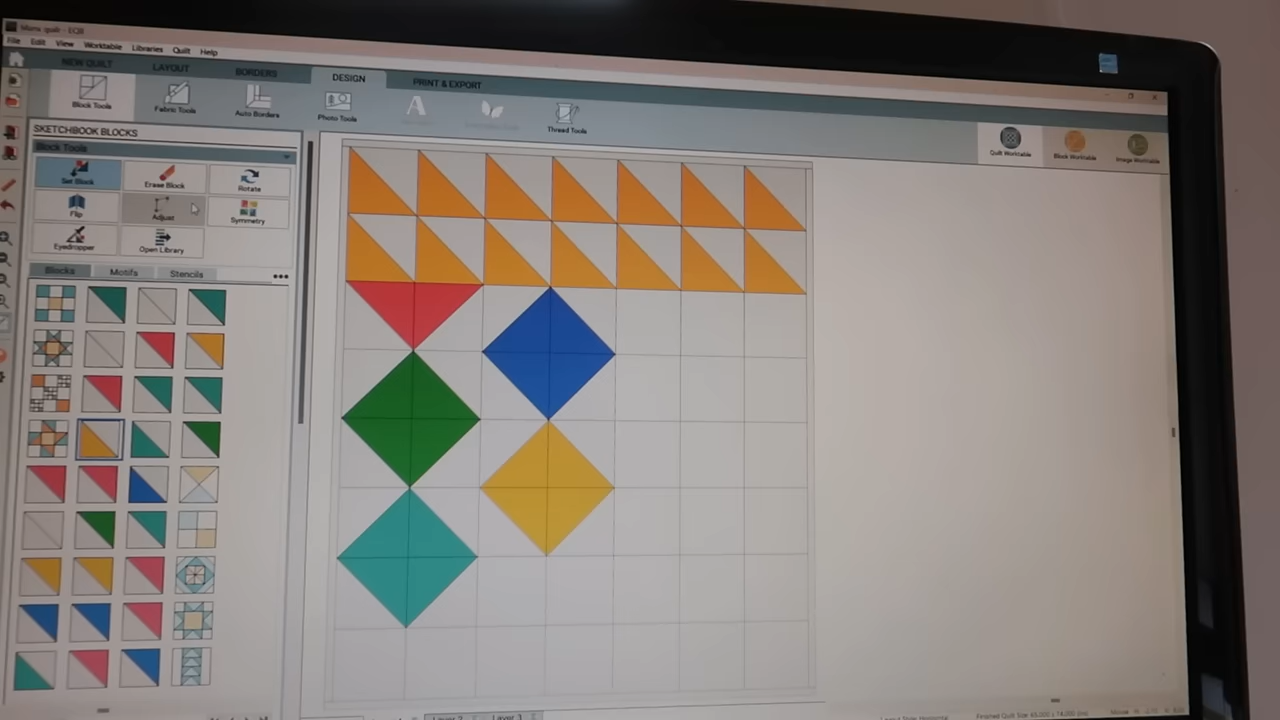 File Edit View Worktable Libraries Quilt Help
NEW QUILT LAYOUT BORDERS DESIGN PRINT & EXPORT
Block Tools Fabric Tools Auto Borders Photo Tools Thread Tools
Quilt Worktable Block Worktable Image Worktable
SKETCHBOOK BLOCKS
Block Tools
Set Block Erase Block Rotate
Flip Adjust Symmetry
Eyedropper Open Library
Blocks Motifs Stencils